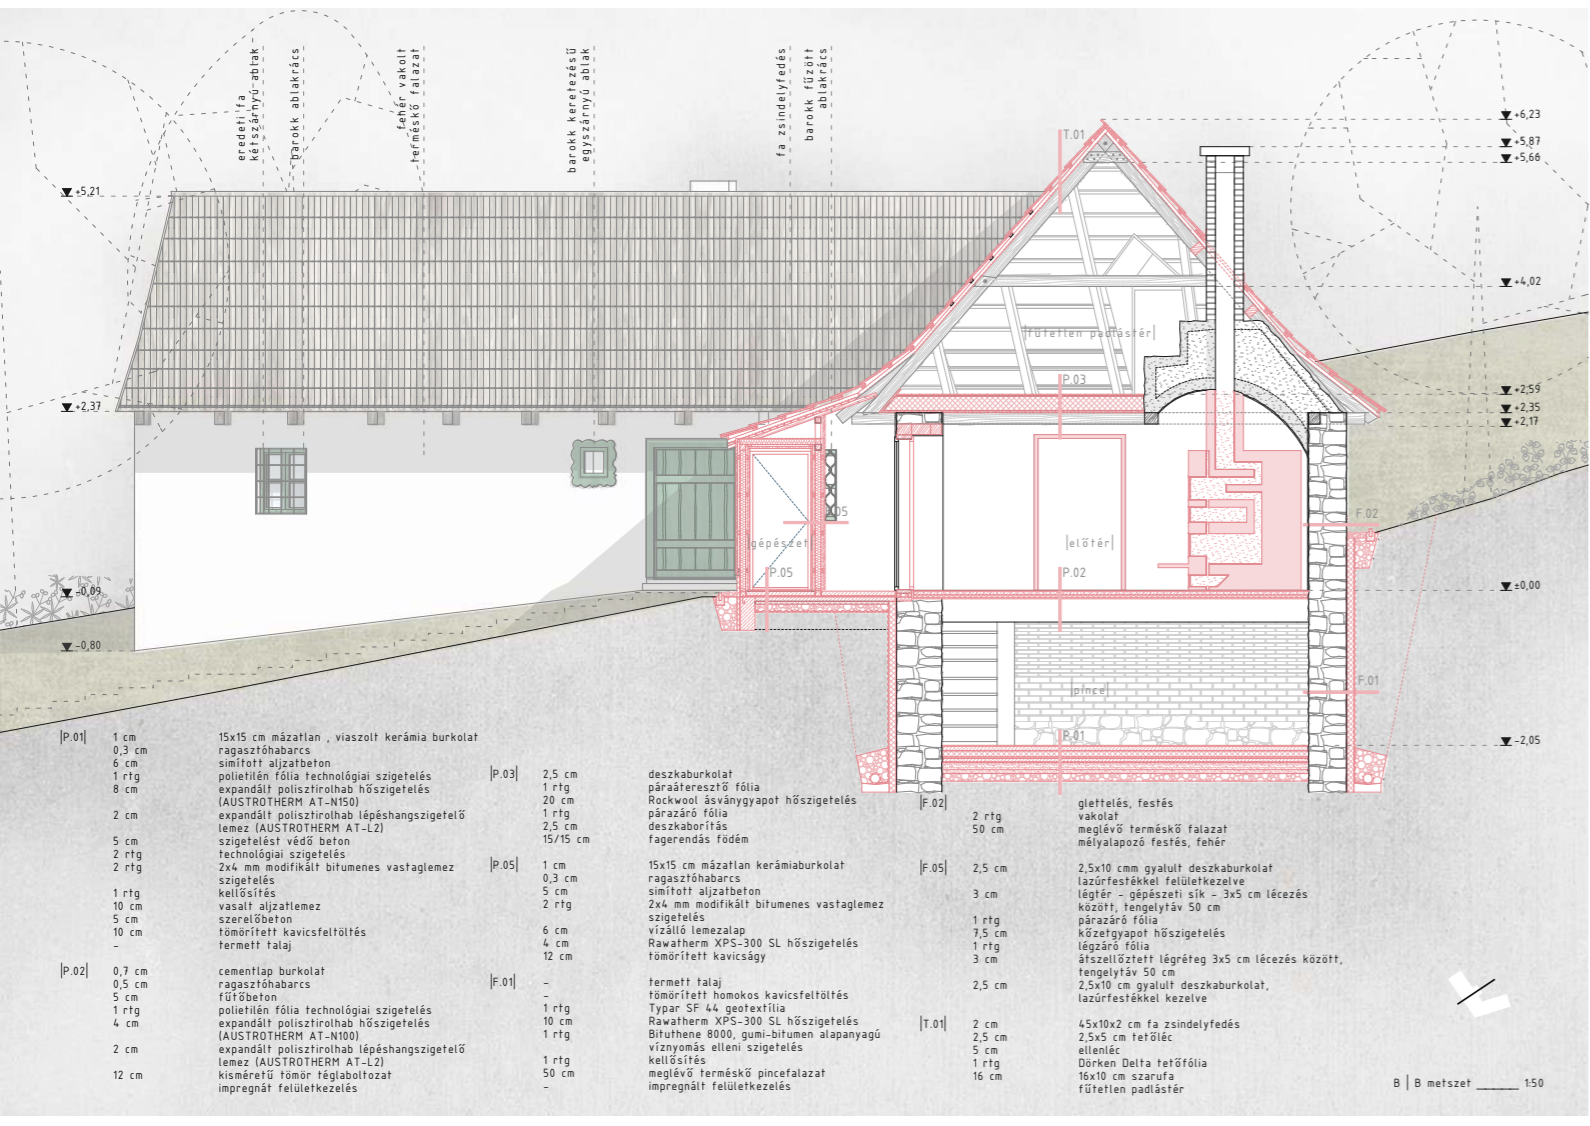 eredeti fa
kétszárnyú ablak
barokk ablakrács
fehér vakolt
terméskő falazat
barokk keretezésű
egyszárnyú ablak
fa zsindelyfedés
barokk fűzött
ablakrács
+5,21
+2,37
-0,09
-0,80
T.01
+6,23
+5,87
+5,66
+4,02
+2,59
+2,35
+2,17
±0,00
-2,05
|fűtetlen padlástér|
P.03
.05
|gépészet
P.05
|előtér|
P.02
F.02
F.01
|pince|
P.01
|P.01|
1 cm 15x15 cm mázatlan , viaszolt kerámia burkolat
0,3 cm ragasztóhabarcs
6 cm simított aljzatbeton
1 rtg polietilén fólia technológiai szigetelés
8 cm expandált polisztirolhab hőszigetelés
(AUSTROTHERM AT-N150)
2 cm expandált polisztirolhab lépéshangszigetelő
lemez (AUSTROTHERM AT-L2)
5 cm szigetelést védő beton
2 rtg technológiai szigetelés
2 rtg 2x4 mm modifikált bitumenes vastaglemez
szigetelés
1 rtg kellősítés
10 cm vasalt aljzatlemez
5 cm szerelőbeton
10 cm tömörített kavicsfeltöltés
- termett talaj
|P.02|
0,7 cm cementlap burkolat
0,5 cm ragasztóhabarcs
5 cm fűtőbeton
1 rtg polietilén fólia technológiai szigetelés
4 cm expandált polisztirolhab hőszigetelés
(AUSTROTHERM AT-N100)
2 cm expandált polisztirolhab lépéshangszigetelő
lemez (AUSTROTHERM AT-L2)
12 cm kisméretű tömör téglaboltozat
impregnát felületkezelés
|P.03|
2,5 cm deszkaburkolat
1 rtg páraáteresztő fólia
20 cm Rockwool ásványgyapot hőszigetelés
1 rtg párazáró fólia
2,5 cm deszkaborítás
15/15 cm fagerendás födém
|P.05|
1 cm 15x15 cm mázatlan kerámiaburkolat
0,3 cm ragasztóhabarcs
5 cm simított aljzatbeton
2 rtg 2x4 mm modifikált bitumenes vastaglemez
szigetelés
6 cm vízálló lemezalap
4 cm Rawatherm XPS-300 SL hőszigetelés
12 cm tömörített kavicságy
|F.01|
- termett talaj
- tömörített homokos kavicsfeltöltés
1 rtg Typar SF 44 geotextília
10 cm Rawatherm XPS-300 SL hőszigetelés
1 rtg Bituthene 8000, gumi-bitumen alapanyagú
víznyomás elleni szigetelés
1 rtg kellősítés
50 cm meglévő terméskő pincefalazat
- impregnált felületkezelés
|F.02|
glettelés, festés
2 rtg vakolat
50 cm meglévő terméskő falazat
mélyalapozó festés, fehér
|F.05|
2,5 cm 2,5x10 cmm gyalult deszkaburkolat
lazúrfestékkel felületkezelve
3 cm légtér - gépészeti sík - 3x5 cm lécezés
között, tengelytáv 50 cm
1 rtg párazáró fólia
7,5 cm kőzetgyapot hőszigetelés
1 rtg légzáró fólia
3 cm átszellőztett légréteg 3x5 cm lécezés között,
tengelytáv 50 cm
2,5 cm 2,5x10 cm gyalult deszkaburkolat,
lazúrfestékkel kezelve
|T.01|
2 cm 45x10x2 cm fa zsindelyfedés
2,5 cm 2,5x5 cm tetőléc
5 cm ellenléc
1 rtg Dörken Delta tetőfólia
16 cm 16x10 cm szarufa
fűtetlen padlástér
B | B metszet ______ 1:50